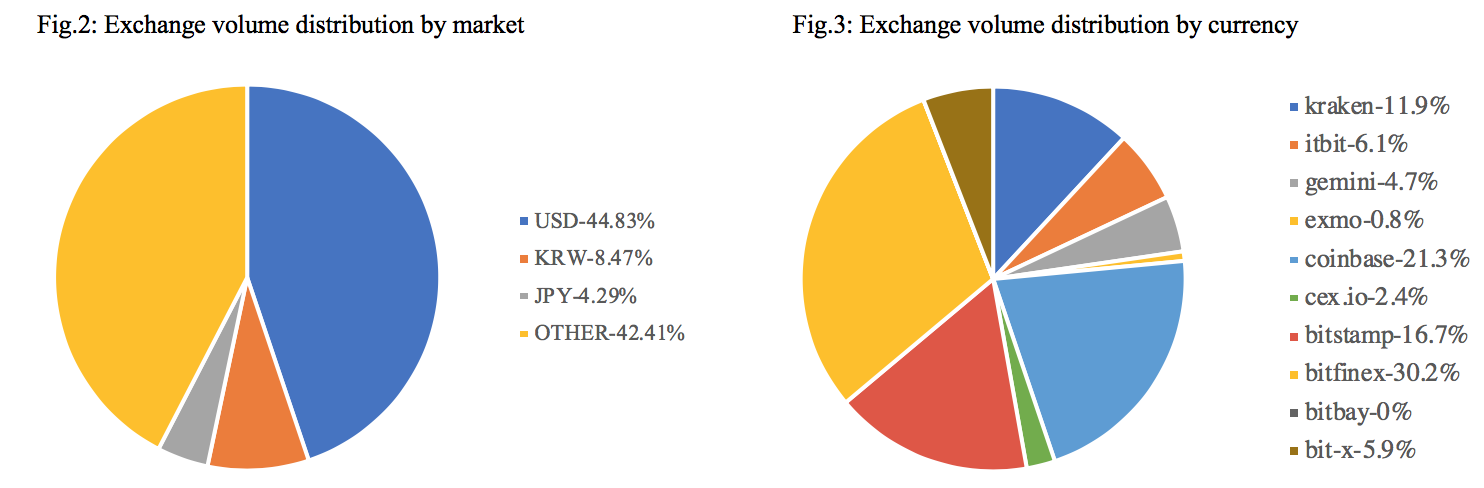 Fig.2: Exchange volume distribution by market
USD-44.83%
KRW-8.47%
JPY-4.29%
OTHER-42.41%
Fig.3: Exchange volume distribution by currency
kraken-11.9%
itbit-6.1%
gemini-4.7%
exmo-0.8%
coinbase-21.3%
cex.io-2.4%
bitstamp-16.7%
bitfinex-30.2%
bitbay-0%
bit-x-5.9%